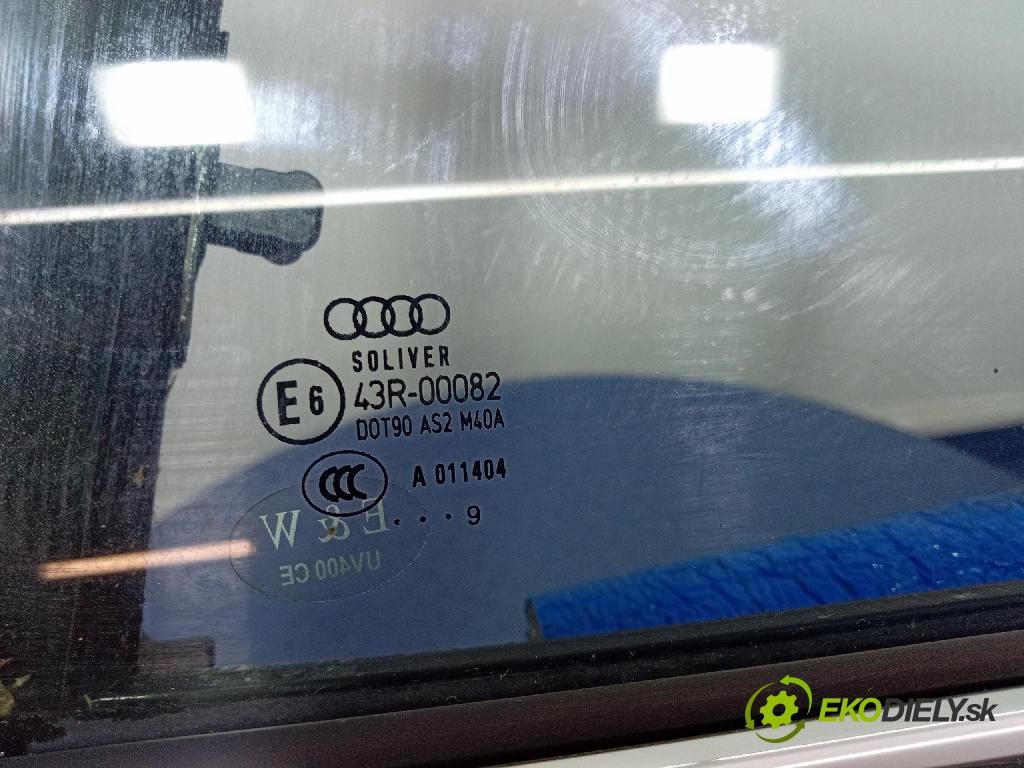 SOLIVER
E6 43R-00082
DOT90 AS2 M40A
CCC A 011404
...9
E & W
UV400 CE
EKODIELY.sk